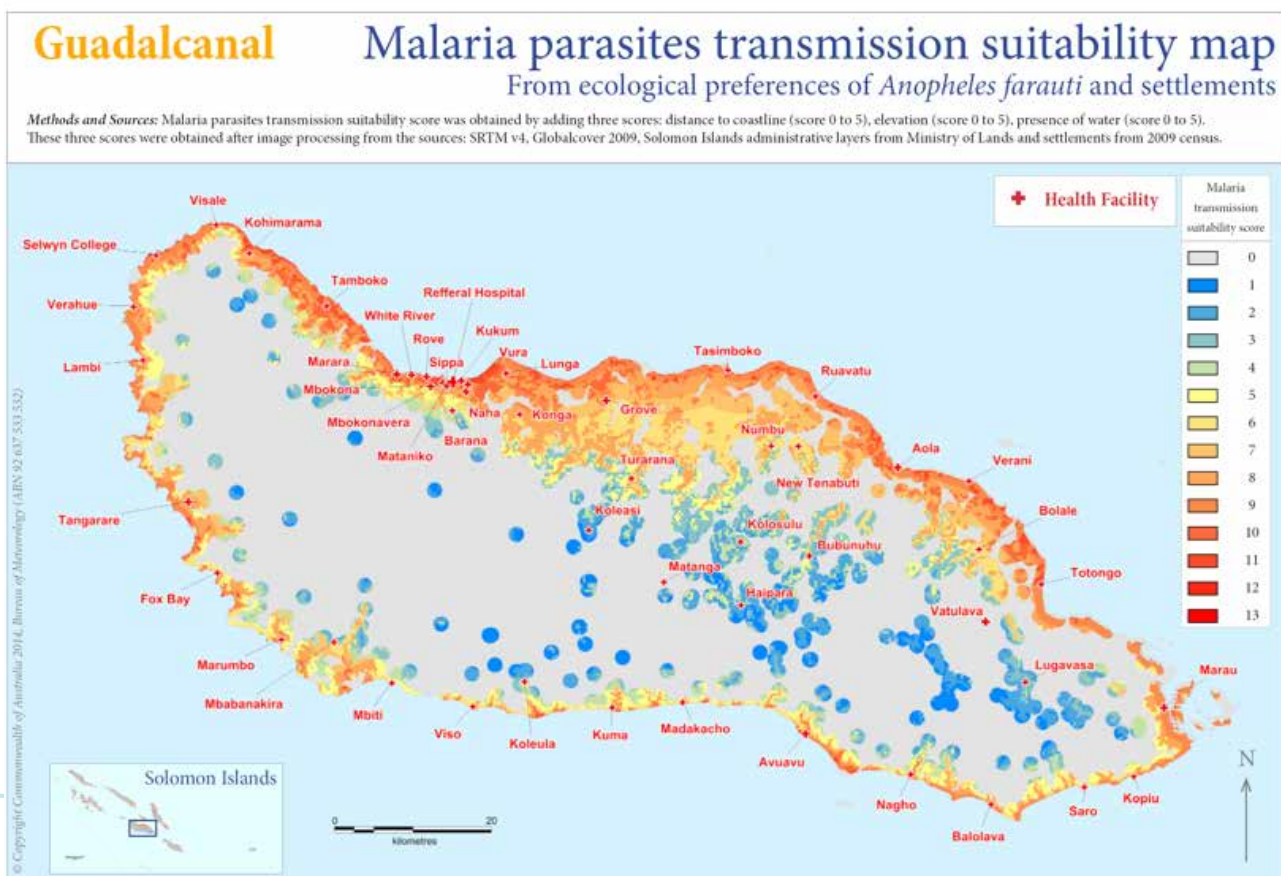 Guadalcanal
Malaria parasites transmission suitability map
From ecological preferences of Anopheles farauti and settlements
Methods and Sources: Malaria parasites transmission suitability score was obtained by adding three scores: distance to coastline (score 0 to 5), elevation (score 0 to 5), presence of water (score 0 to 5).
These three scores were obtained after image processing from the sources: SRTM v4, Globalcover 2009, Solomon Islands administrative layers from Ministry of Lands and settlements from 2009 census.
Health Facility
Malaria
transmission
suitability score
0
1
2
3
4
5
6
7
8
9
10
11
12
13
Visale
Kohimarama
Selwyn College
Tamboko
Verahue
Refferal Hospital
White River
Kukum
Rove
Vura
Sippa
Lunga
Tasimboko
Marara
Lambi
Ruavatu
Mbokona
Mbokonavera
Naha
Konga
Grove
Mataniko
Barana
Numbu
Turarana
Aola
Verani
New Tenabuti
Tangarare
Koleasi
Kolosulu
Bolale
Bubunuhu
Matanga
Totongo
Fox Bay
Haipara
Vatulava
Marumbo
Lugavasa
Marau
Mbabanakira
Mbiti
Viso
Koleula
Kuma
Madakacho
Avuavu
Nagho
Balolava
Saro
Kopiu
N
Solomon Islands
0
20
kilometres
© Copyright Commonwealth of Australia 2014, Bureau of Meteorology (ABN 92 637 533 532)